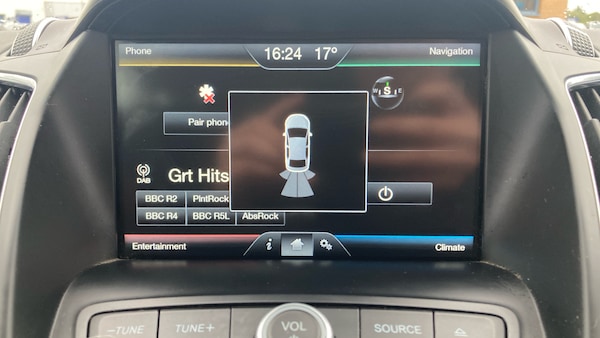 Phone 16:24 17° Navigation
W S E
Pair phon
DAB Grt Hits
BBC R2 PlntRock
BBC R4 BBC R5L AbsRock
Entertainment i Climate
–TUNE TUNE+ VOL SOURCE